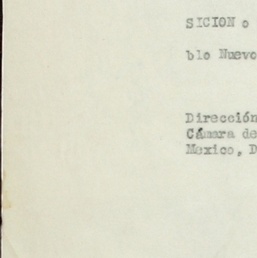 SICION o
blo Nuevo
Dirección
Cámara de
Mexico, D